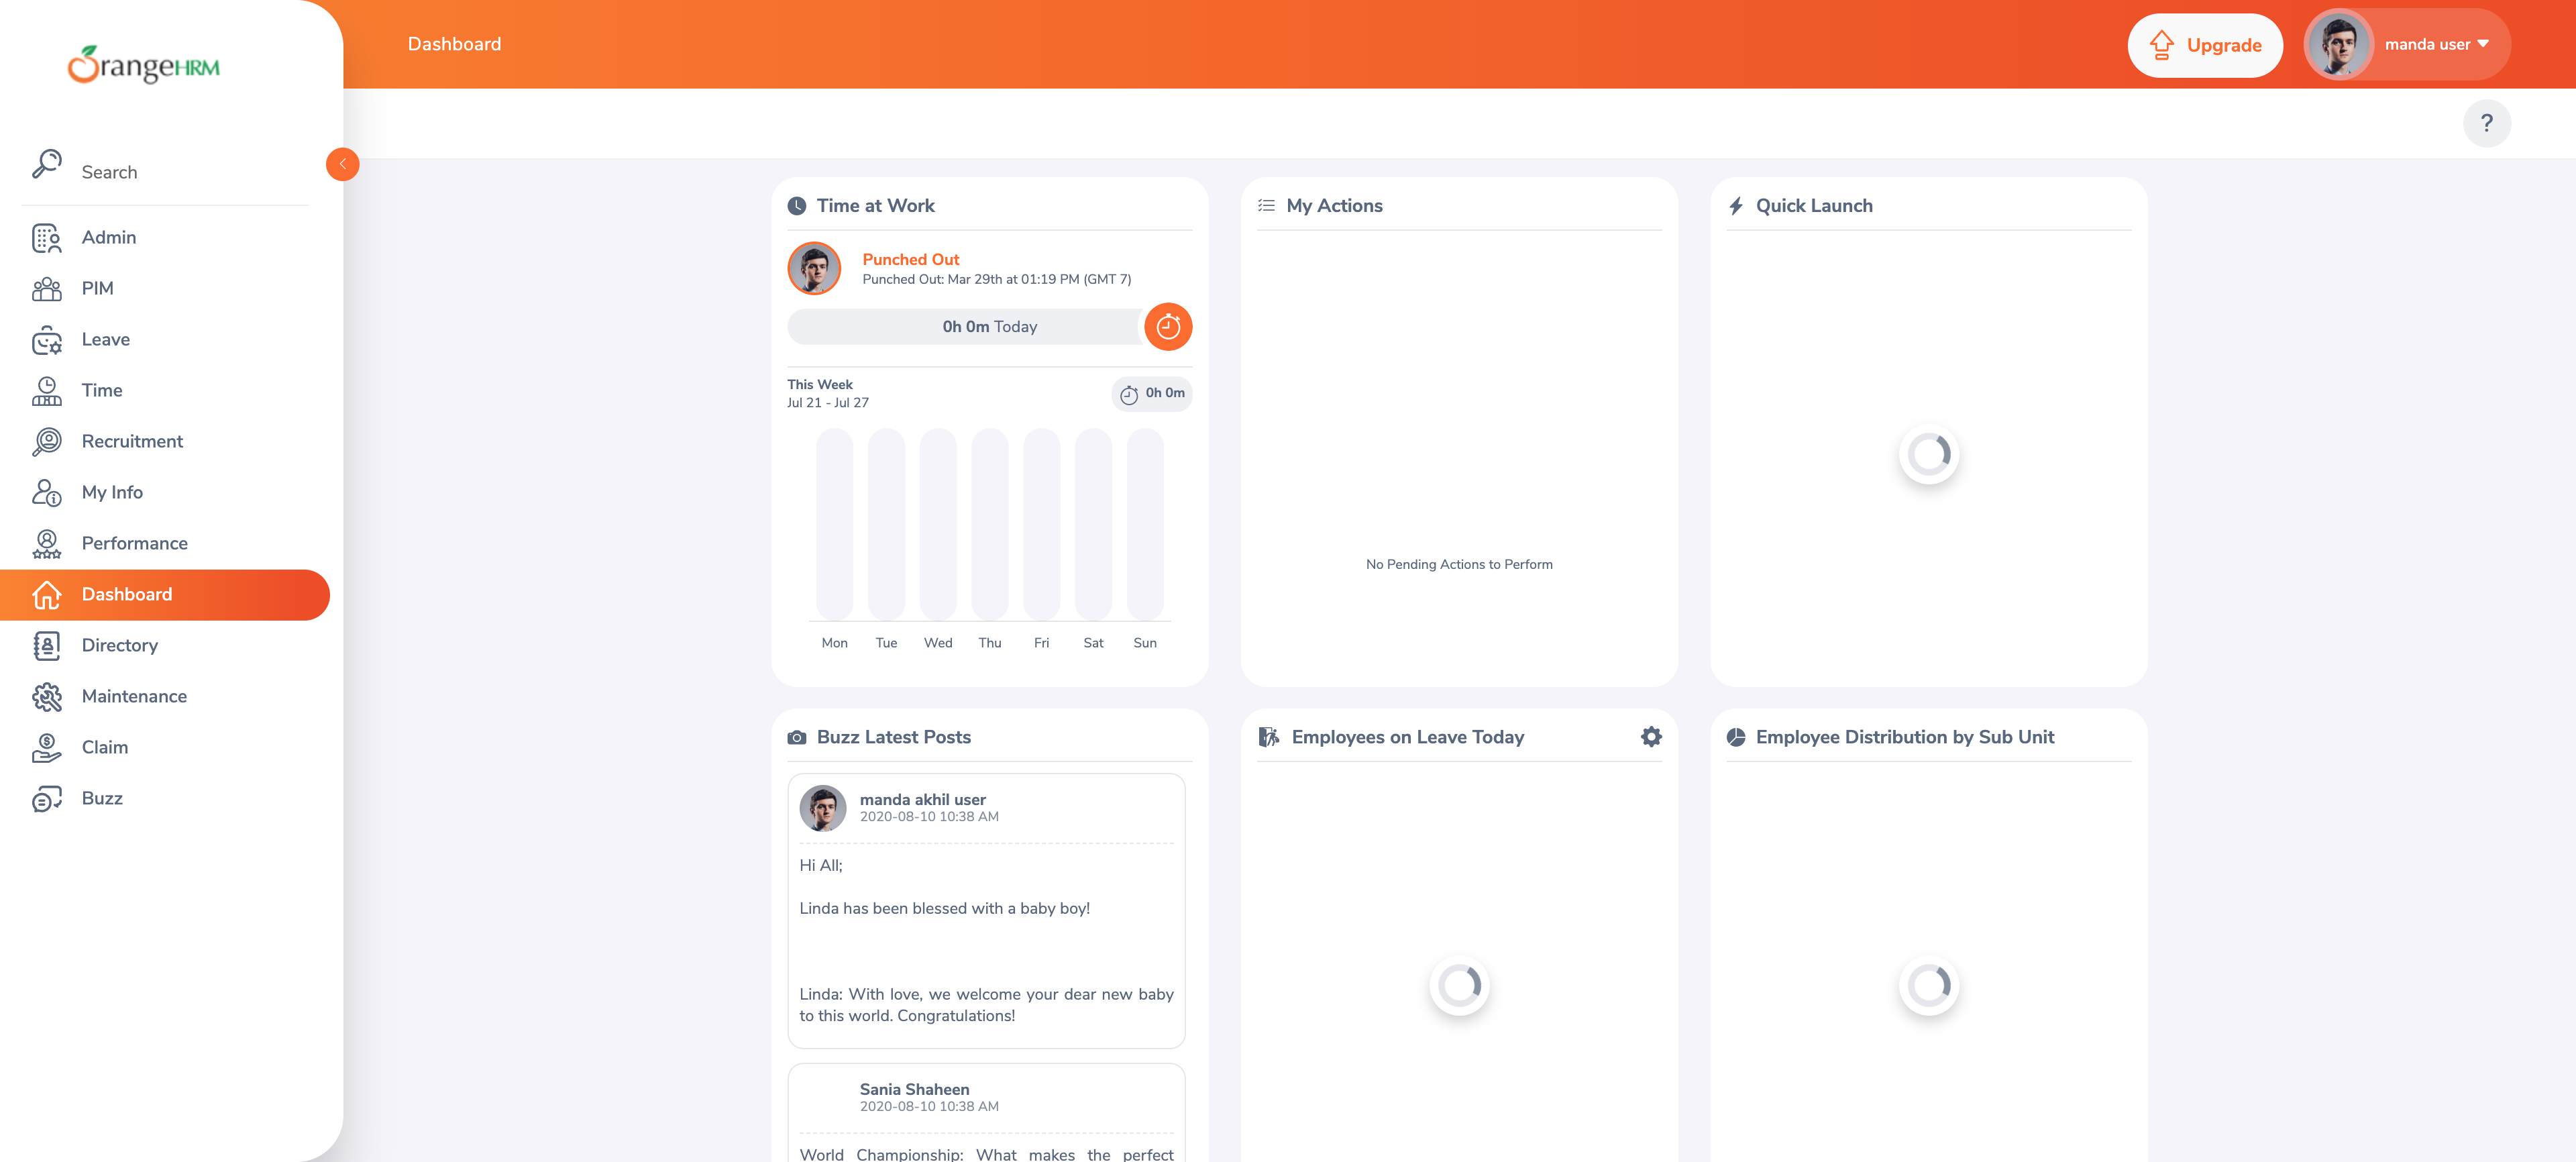 OrangeHRM
Dashboard
Upgrade
manda user
?
Search
Admin
PIM
Leave
Time
Recruitment
My Info
Performance
Dashboard
Directory
Maintenance
Claim
Buzz
Time at Work
Punched Out
Punched Out: Mar 29th at 01:19 PM (GMT 7)
0h 0m Today
This Week
Jul 21 - Jul 27
0h 0m
Mon Tue Wed Thu Fri Sat Sun
My Actions
No Pending Actions to Perform
Quick Launch
Buzz Latest Posts
manda akhil user
2020-08-10 10:38 AM
Hi All;
Linda has been blessed with a baby boy!
Linda: With love, we welcome your dear new baby
to this world. Congratulations!
Sania Shaheen
2020-08-10 10:38 AM
World Championship: What makes the perfect
Employees on Leave Today
Employee Distribution by Sub Unit